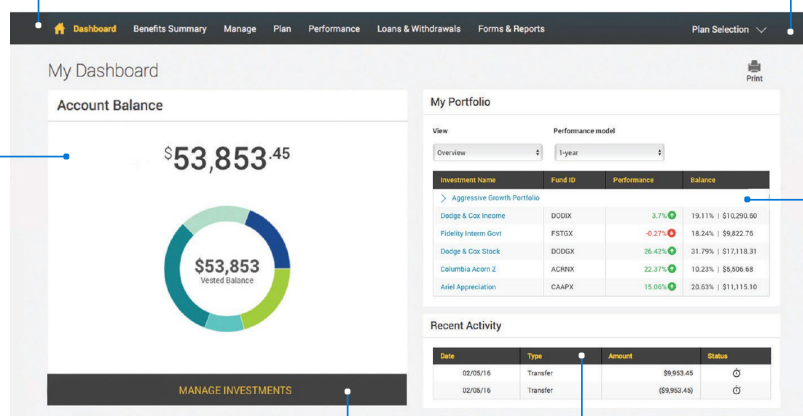 Dashboard Benefits Summary Manage Plan Performance Loans & Withdrawals Forms & Reports Plan Selection
My Dashboard
Print
Account Balance
$53,853.45
$53,853
Vested Balance
MANAGE INVESTMENTS
My Portfolio
View Performance model
Overview 1-year
Investment Name Fund ID Performance Balance
Aggressive Growth Portfolio
Dodge & Cox Income DODIX 3.7% 19.11% | $10,290.60
Fidelity Interm Govt FSTGX -0.27% 18.24% | $9,822.76
Dodge & Cox Stock DODGX 26.42% 31.79% | $17,118.31
Columbia Acorn Z ACRNX 22.37% 10.23% | $5,506.68
Ariel Appreciation CAAPX 15.06% 20.63% | $11,115.10
Recent Activity
Date Type Amount Status
02/05/16 Transfer $9,953.45
02/05/16 Transfer ($9,953.45)